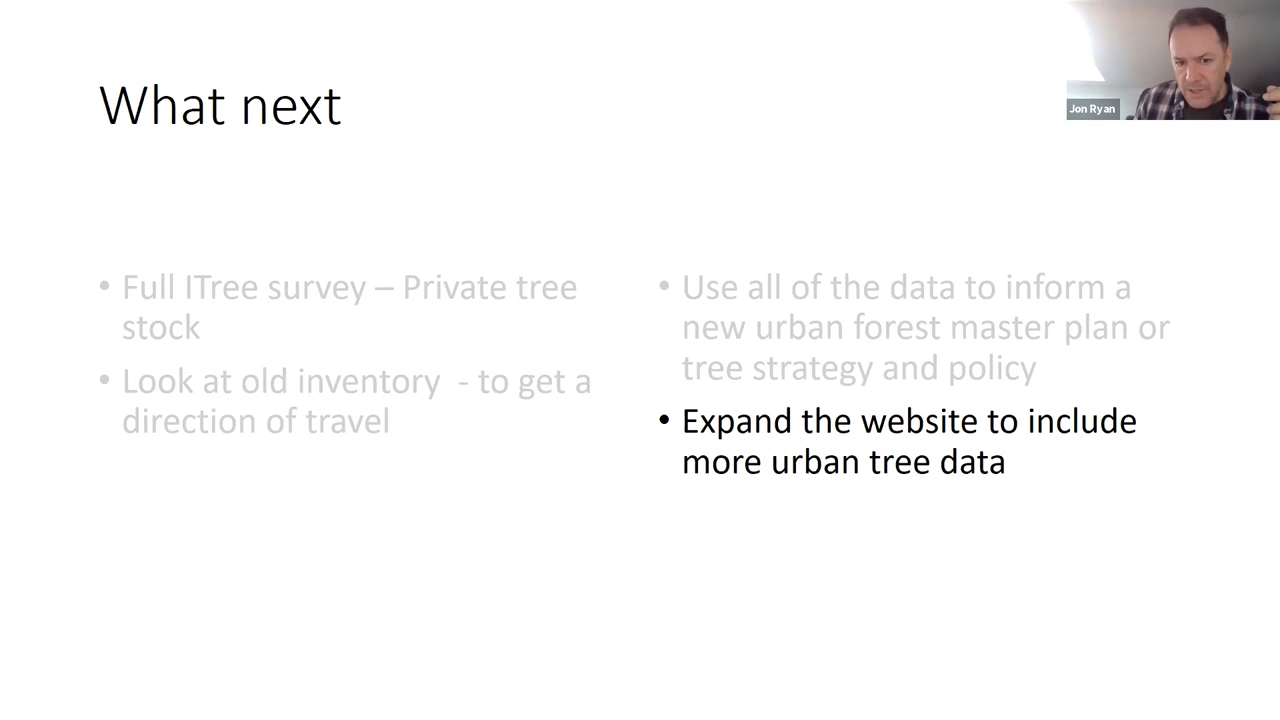 What next
Jon Ryan
• Full ITree survey – Private tree
stock
• Look at old inventory  - to get a
direction of travel
• Use all of the data to inform a
new urban forest master plan or
tree strategy and policy
• Expand the website to include
more urban tree data